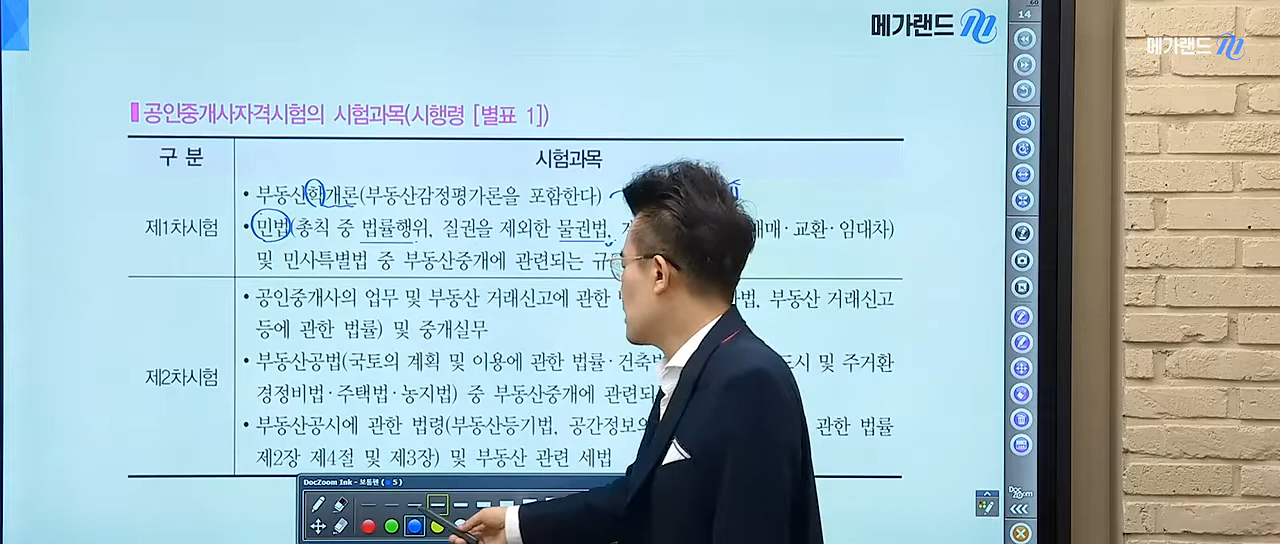 메가랜드
메가랜드
공인중개사자격시험의 시험과목(시행령 [별표 1])
구 분
시험과목
제1차시험
• 부동산학개론(부동산감정평가론을 포함한다)
• 민법(총칙 중 법률행위, 질권을 제외한 물권법, 매매·교환·임대차)
및 민사특별법 중 부동산중개에 관련되는 규
제2차시험
• 공인중개사의 업무 및 부동산 거래신고에 관한 부동산 거래신고
등에 관한 법률) 및 중개실무
• 부동산공법(국토의 계획 및 이용에 관한 법률·건축 및 주거환
경정비법·주택법·농지법) 중 부동산중개에 관련되
• 부동산공시에 관한 법령(부동산등기법, 공간정보의 관한 법률
제2장 제4절 및 제3장) 및 부동산 관련 세법
DocZoom Ink - 보통펜 ( 5 )
14
60